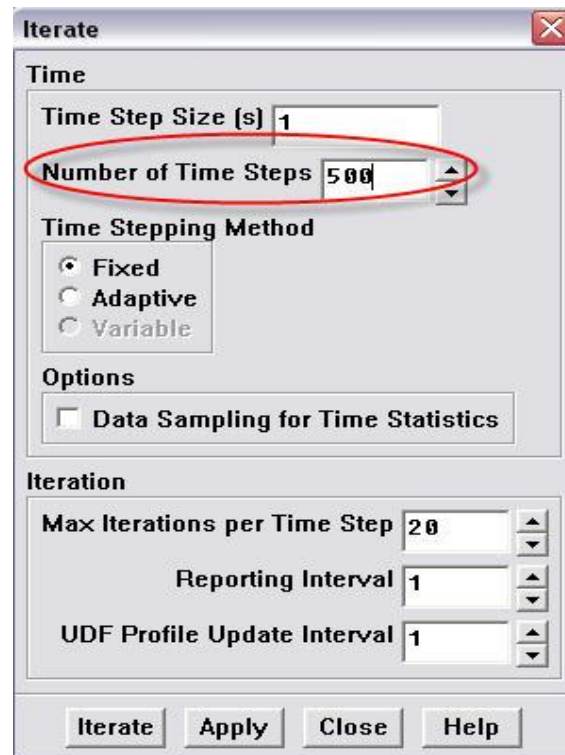 Iterate
Time
Time Step Size (s) 1
Number of Time Steps 500
Time Stepping Method
Fixed
Adaptive
Variable
Options
Data Sampling for Time Statistics
Iteration
Max Iterations per Time Step 20
Reporting Interval 1
UDF Profile Update Interval 1
Iterate Apply Close Help